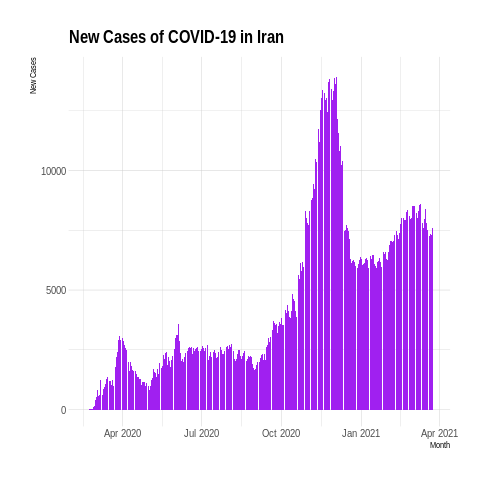 New Cases of COVID-19 in Iran
New Cases
10000
5000
0
Apr 2020 Jul 2020 Oct 2020 Jan 2021 Apr 2021
Month